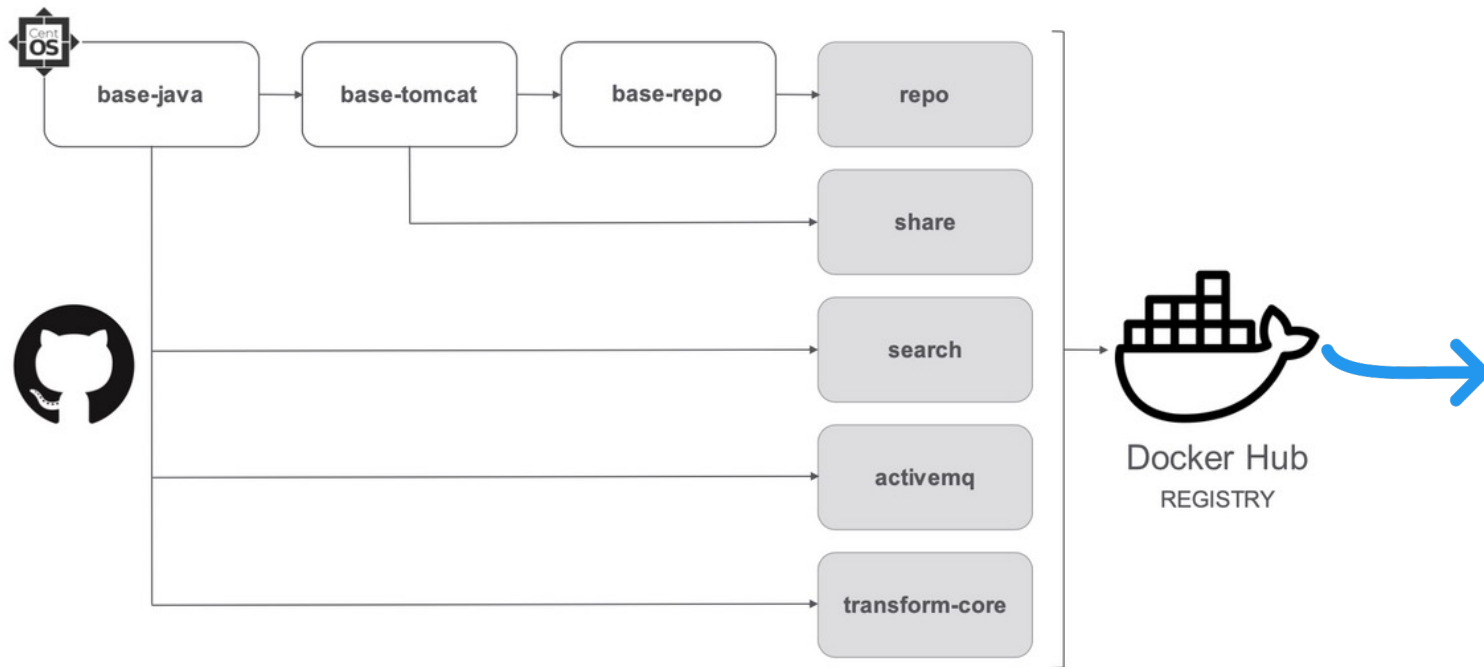 Cent
OS
base-java
base-tomcat
base-repo
repo
share
search
activemq
transform-core
Docker Hub
REGISTRY